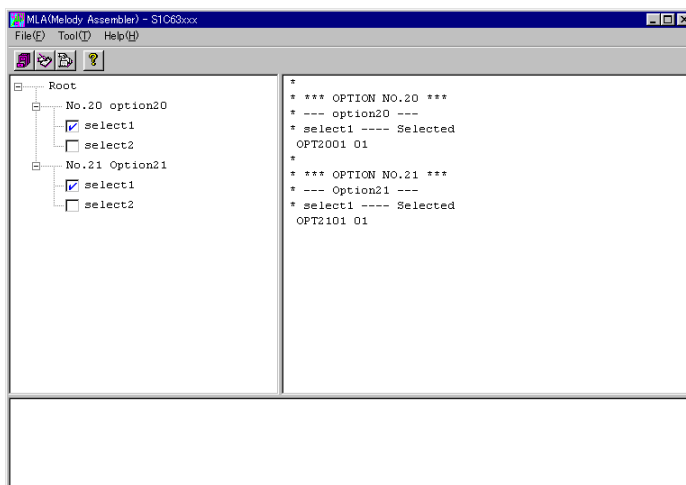 MLA(Melody Assembler) - S1C63xxx
File(F) Tool(T) Help(H)
Root
No.20 option20
select1
select2
No.21 Option21
select1
select2
*
* *** OPTION NO.20 ***
* --- option20 ---
* select1 ---- Selected
OPT2001 01
*
* *** OPTION NO.21 ***
* --- Option21 ---
* select1 ---- Selected
OPT2101 01